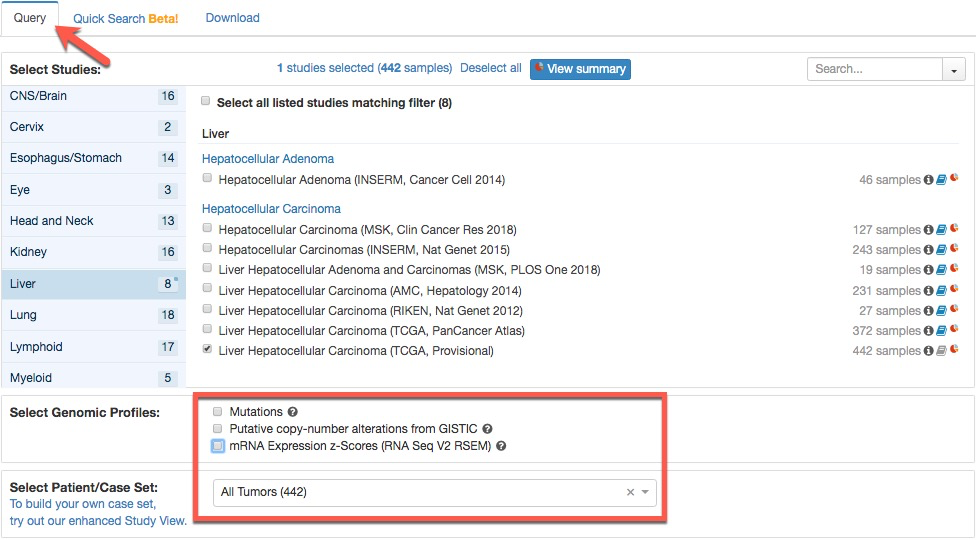 Query Quick Search Beta! Download
Select Studies: 1 studies selected (442 samples) Deselect all View summary Search...
CNS/Brain 16
Cervix 2
Esophagus/Stomach 14
Eye 3
Head and Neck 13
Kidney 16
Liver 8
Lung 18
Lymphoid 17
Myeloid 5
Select all listed studies matching filter (8)
Liver
Hepatocellular Adenoma
Hepatocellular Adenoma (INSERM, Cancer Cell 2014) 46 samples
Hepatocellular Carcinoma
Hepatocellular Carcinoma (MSK, Clin Cancer Res 2018) 127 samples
Hepatocellular Carcinomas (INSERM, Nat Genet 2015) 243 samples
Liver Hepatocellular Adenoma and Carcinomas (MSK, PLOS One 2018) 19 samples
Liver Hepatocellular Carcinoma (AMC, Hepatology 2014) 231 samples
Liver Hepatocellular Carcinoma (RIKEN, Nat Genet 2012) 27 samples
Liver Hepatocellular Carcinoma (TCGA, PanCancer Atlas) 372 samples
Liver Hepatocellular Carcinoma (TCGA, Provisional) 442 samples
Select Genomic Profiles:
Mutations
Putative copy-number alterations from GISTIC
mRNA Expression z-Scores (RNA Seq V2 RSEM)
Select Patient/Case Set:
To build your own case set,
try out our enhanced Study View.
All Tumors (442)